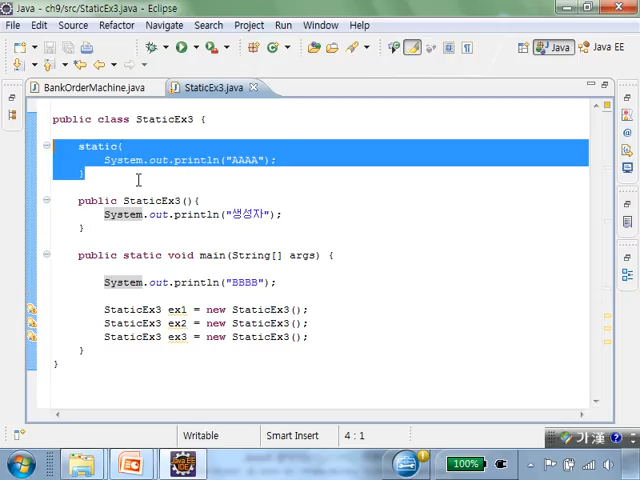 Java - ch9/src/StaticEx3.java - Eclipse
File Edit Source Refactor Navigate Search Project Run Window Help
Java Java EE
BankOrderMachine.java StaticEx3.java
public class StaticEx3 {
static{
System.out.println("AAAA");
}
public StaticEx3(){
System.out.println("생성자");
}
public static void main(String[] args) {
System.out.println("BBBB");
StaticEx3 ex1 = new StaticEx3();
StaticEx3 ex2 = new StaticEx3();
StaticEx3 ex3 = new StaticEx3();
}
}
Writable Smart Insert 4 : 1
가 漢
Java EE
IDE
100%